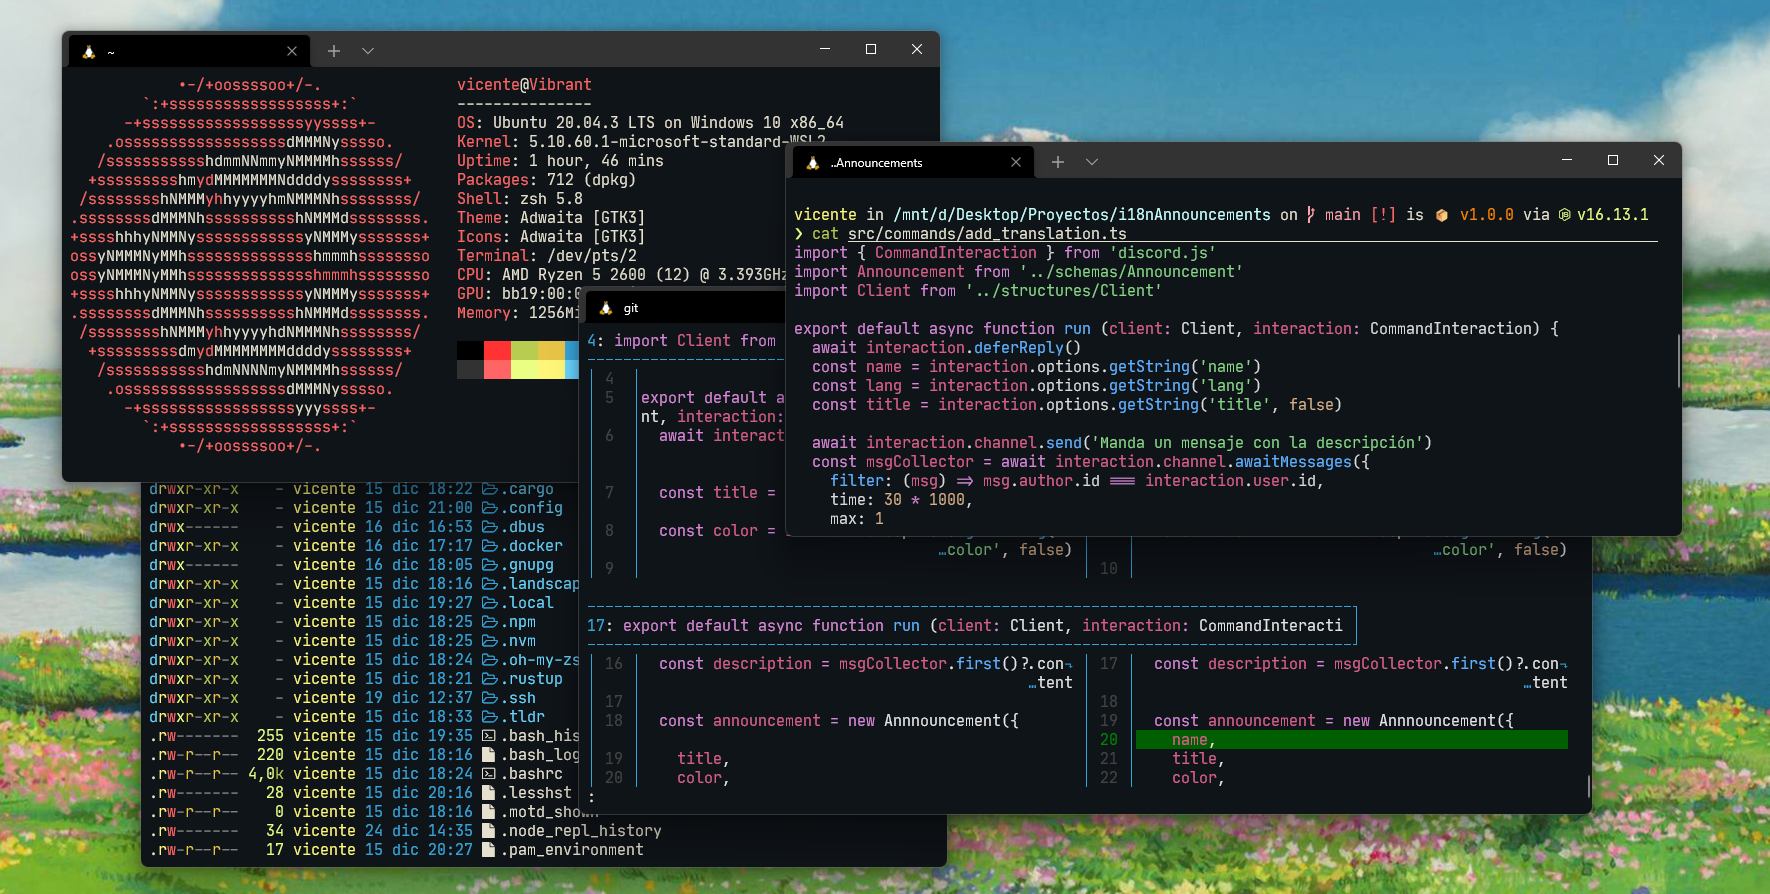 ~
•-/+oossssoo+/-.
`:+ssssssssssssssssss+:`
-+ssssssssssssssssssyyssss+-
.ossssssssssssssssssdMMMNysssso.
/ssssssssssshdmmNNmmyNMMMMhssssss/
+ssssssssshmydMMMMMMMNddddyssssssss+
/sssssssshNMMMyhhyyyyhmNMMMNhssssssss/
.ssssssssdMMMNhsssssssssshNMMMdssssssss.
+sssshhhyNMMNyssssssssssssyNMMMysssssss+
ossyNMMMNyMMhsssssssssssssshmmmhssssssso
ossyNMMMNyMMhsssssssssssssshmmmhssssssso
+sssshhhyNMMNyssssssssssssyNMMMysssssss+
.ssssssssdMMMNhsssssssssshNMMMdssssssss.
/sssssssshNMMMyhhyyyyhdNMMMNhssssssss/
+sssssssssdmydMMMMMMMMddddyssssssss+
/ssssssssssshdmNNNNmyNMMMMhssssss/
.ossssssssssssssssssdMMMNysssso.
-+sssssssssssssssssyyyssss+-
`:+ssssssssssssssssss+:`
•-/+oossssoo+/-.
vicente@Vibrant
---------------
OS: Ubuntu 20.04.3 LTS on Windows 10 x86_64
Kernel: 5.10.60.1-microsoft-standard-WSL2
Uptime: 1 hour, 46 mins
Packages: 712 (dpkg)
Shell: zsh 5.8
Theme: Adwaita [GTK3]
Icons: Adwaita [GTK3]
Terminal: /dev/pts/2
CPU: AMD Ryzen 5 2600 (12) @ 3.393GHz
GPU: bb19:00:0
Memory: 1256Mi
..Announcements
vicente in /mnt/d/Desktop/Proyectos/i18nAnnouncements on main [!] is v1.0.0 via v16.13.1
❯ cat src/commands/add_translation.ts
import { CommandInteraction } from 'discord.js'
import Announcement from '../schemas/Announcement'
import Client from '../structures/Client'
export default async function run (client: Client, interaction: CommandInteraction) {
await interaction.deferReply()
const name = interaction.options.getString('name')
const lang = interaction.options.getString('lang')
const title = interaction.options.getString('title', false)
await interaction.channel.send('Manda un mensaje con la descripción')
const msgCollector = await interaction.channel.awaitMessages({
filter: (msg) => msg.author.id === interaction.user.id,
time: 30 * 1000,
max: 1
git
4: import Client from
4
5 export default a
nt, interaction:
6 await interact
7 const title =
8 const color =
…color', false) …color', false)
9 10
17: export default async function run (client: Client, interaction: CommandInteracti
16 const description = msgCollector.first()?.con¬ 17 const description = msgCollector.first()?.con¬
…tent …tent
17 18
18 const announcement = new Annnouncement({ 19 const announcement = new Annnouncement({
20 name,
19 title, 21 title,
20 color, 22 color,
:
drwxr-xr-x - vicente 15 dic 18:22 .cargo
drwxr-xr-x - vicente 15 dic 21:00 .config
drwx------ - vicente 16 dic 16:53 .dbus
drwxr-xr-x - vicente 16 dic 17:17 .docker
drwx------ - vicente 16 dic 18:05 .gnupg
drwxr-xr-x - vicente 15 dic 18:16 .landscap
drwxr-xr-x - vicente 15 dic 19:27 .local
drwxr-xr-x - vicente 15 dic 18:25 .npm
drwxr-xr-x - vicente 15 dic 18:25 .nvm
drwxr-xr-x - vicente 15 dic 18:24 .oh-my-zs
drwxr-xr-x - vicente 15 dic 18:21 .rustup
drwxr-xr-x - vicente 19 dic 12:37 .ssh
drwxr-xr-x - vicente 15 dic 18:33 .tldr
.rw------- 255 vicente 15 dic 19:35 .bash_his
.rw-r--r-- 220 vicente 15 dic 18:16 .bash_log
.rw-r--r-- 4,0k vicente 15 dic 18:24 .bashrc
.rw------- 28 vicente 15 dic 20:16 .lesshst
.rw-r--r-- 0 vicente 15 dic 18:16 .motd_shown
.rw------- 34 vicente 24 dic 14:35 .node_repl_history
.rw-r--r-- 17 vicente 15 dic 20:27 .pam_environment